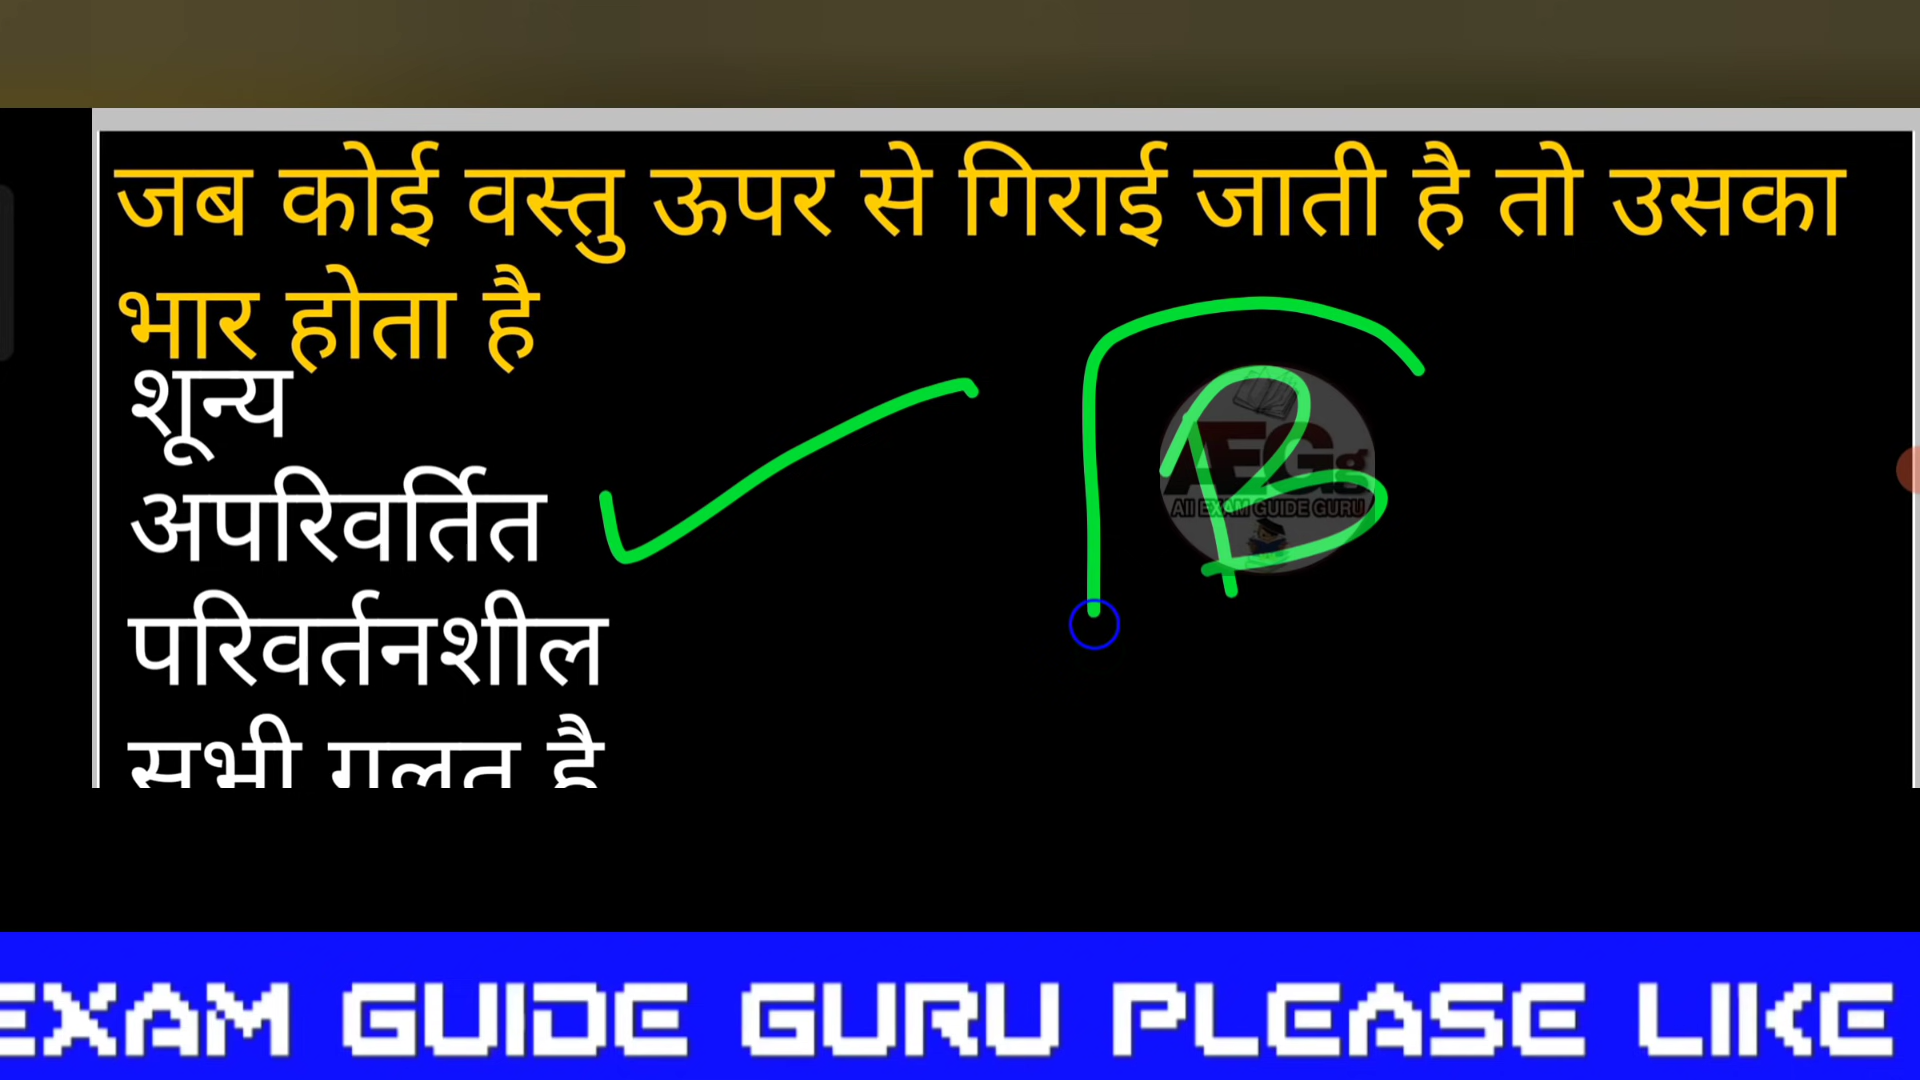 जब कोई वस्तु ऊपर से गिराई जाती है तो उसका
भार होता है
शून्य
अपरिवर्तित
B
AEGg
All EXAM GUIDE GURU
परिवर्तनशील
सभी गलत है
EXAM GUIDE GURU PLEASE LIKE